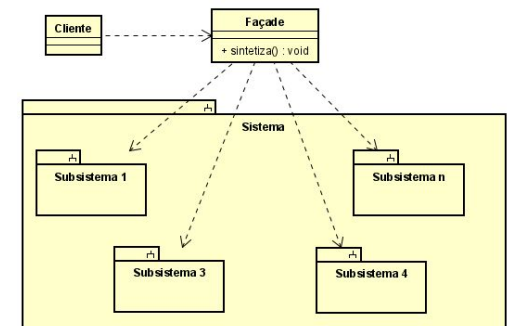 Cliente
Façade
+ sintetiza() : void
Sistema
Subsistema 1
Subsistema n
Subsistema 3
Subsistema 4